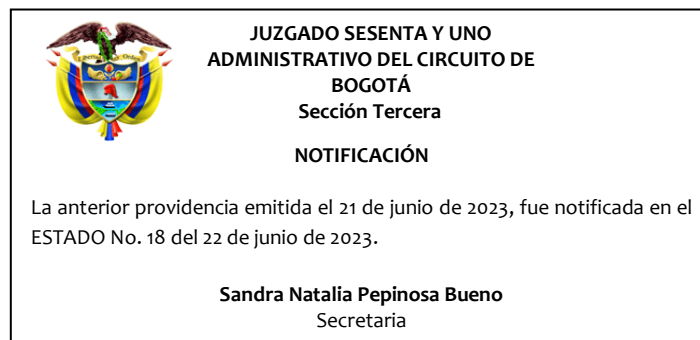 JUZGADO SESENTA Y UNO
ADMINISTRATIVO DEL CIRCUITO DE
BOGOTÁ
Sección Tercera
NOTIFICACIÓN
La anterior providencia emitida el 21 de junio de 2023, fue notificada en el
ESTADO No. 18 del 22 de junio de 2023.
Sandra Natalia Pepinosa Bueno
Secretaria